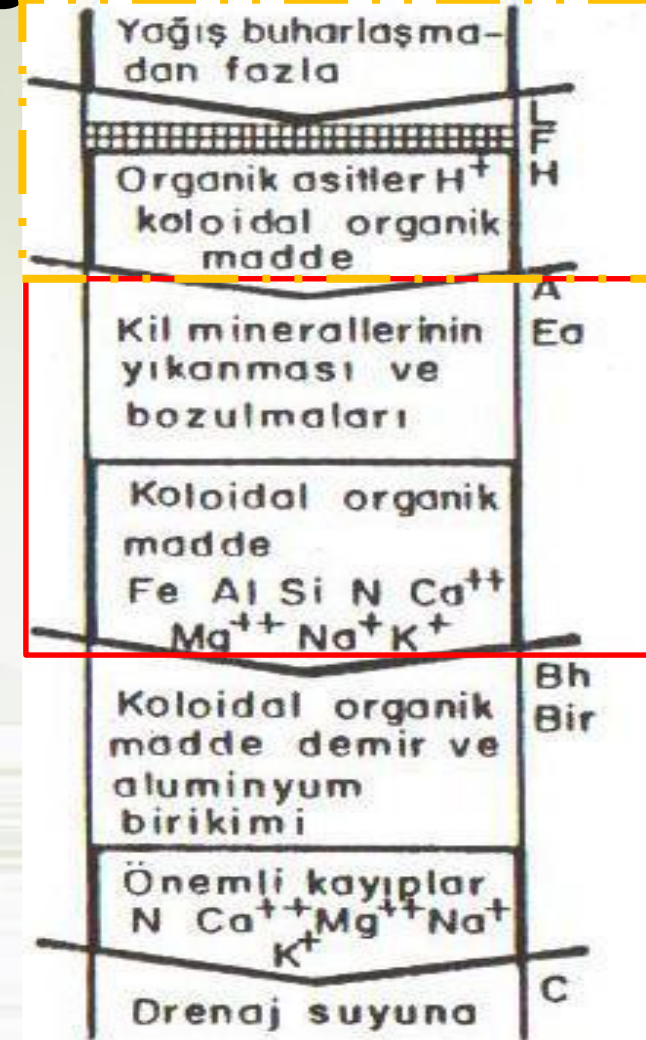 Yağış buharlaşma-
dan fazla
L
F
Organik asitler H⁺
H
koloidal organik
madde
A
Kil minerallerinin
Ea
yıkanması ve
bozulmaları
Koloidal organik
madde
Fe Al Si N Ca⁺⁺
Mg⁺⁺ Na⁺ K⁺
Bh
Koloidal organik
Bir
madde demir ve
aluminyum
birikimi
Önemli kayıplar
N Ca⁺⁺Mg⁺⁺Na⁺
K⁺
C
Drenaj suyuna